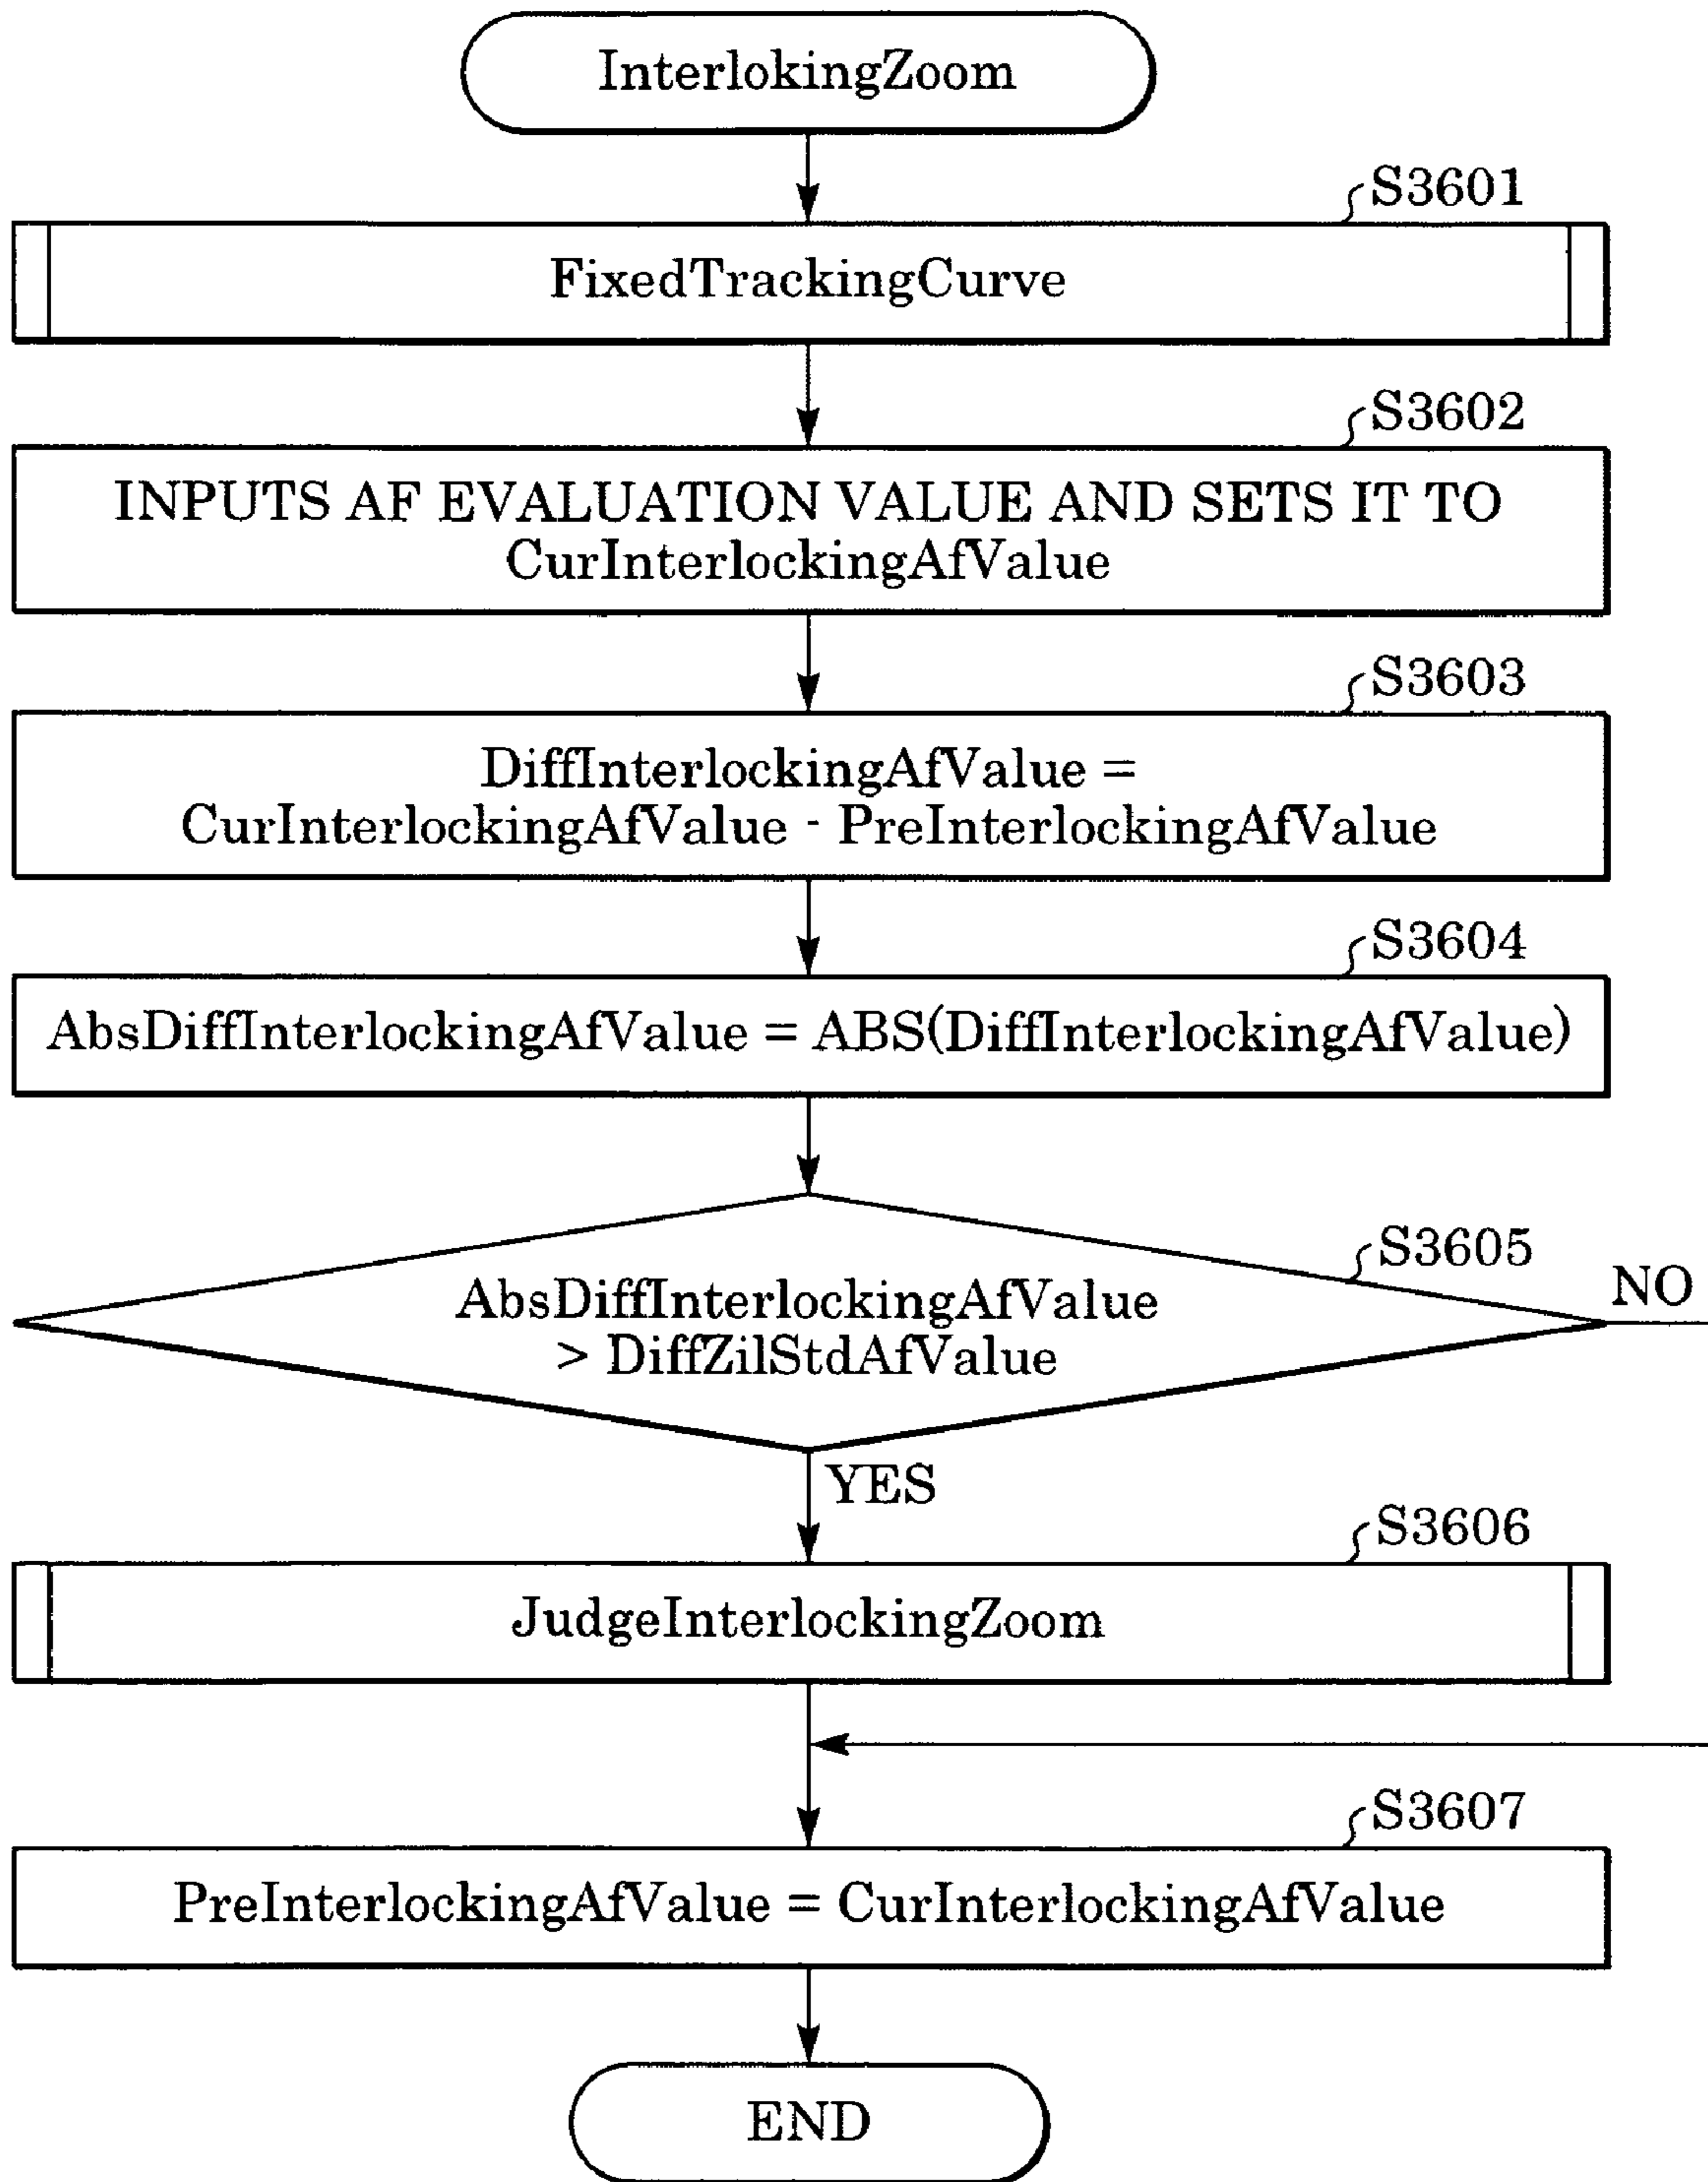 InterlokingZoom
S3601
FixedTrackingCurve
S3602
INPUTS AF EVALUATION VALUE AND SETS IT TO
CurInterlockingAfValue
S3603
DiffInterlockingAfValue =
CurInterlockingAfValue - PreInterlockingAfValue
S3604
AbsDiffInterlockingAfValue = ABS(DiffInterlockingAfValue)
S3605
NO
AbsDiffInterlockingAfValue
> DiffZilStdAfValue
YES
S3606
JudgeInterlockingZoom
S3607
PreInterlockingAfValue = CurInterlockingAfValue
END